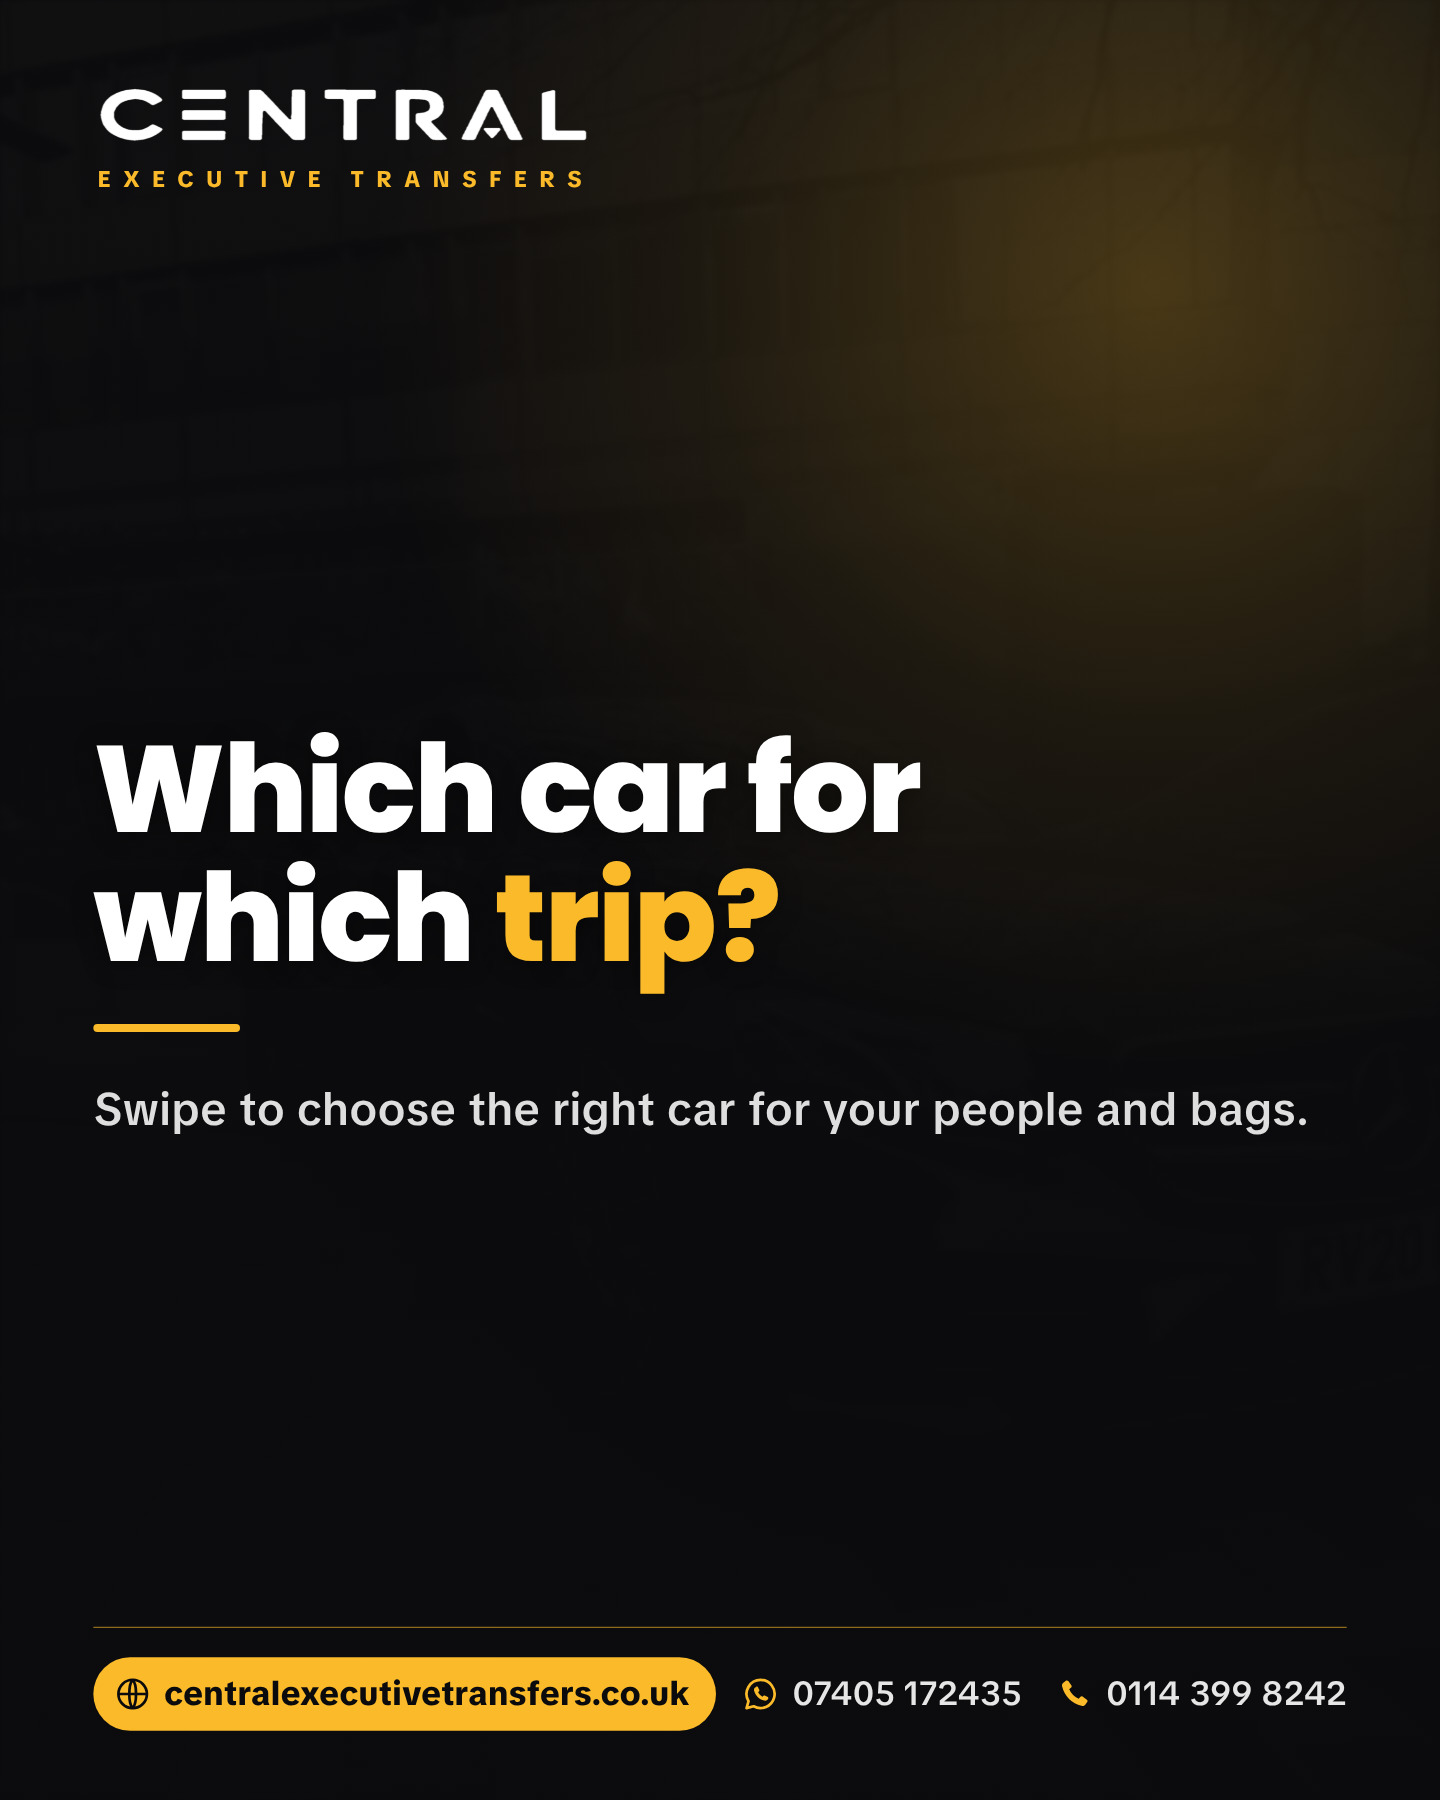 CENTRAL
EXECUTIVE TRANSFERS
Which car for
which trip?
Swipe to choose the right car for your people and bags.
centralexecutivetransfers.co.uk 07405 172435 0114 399 8242